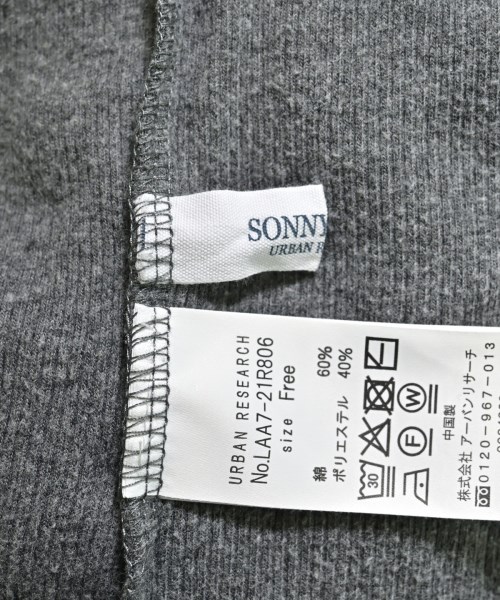 SONNY
URBAN R
URBAN RESEARCH
No.LAA7-21R806
size Free
綿 60%
ポリエステル 40%
30
F W
中国製
株式会社 アーバンリサーチ
0120-967-013